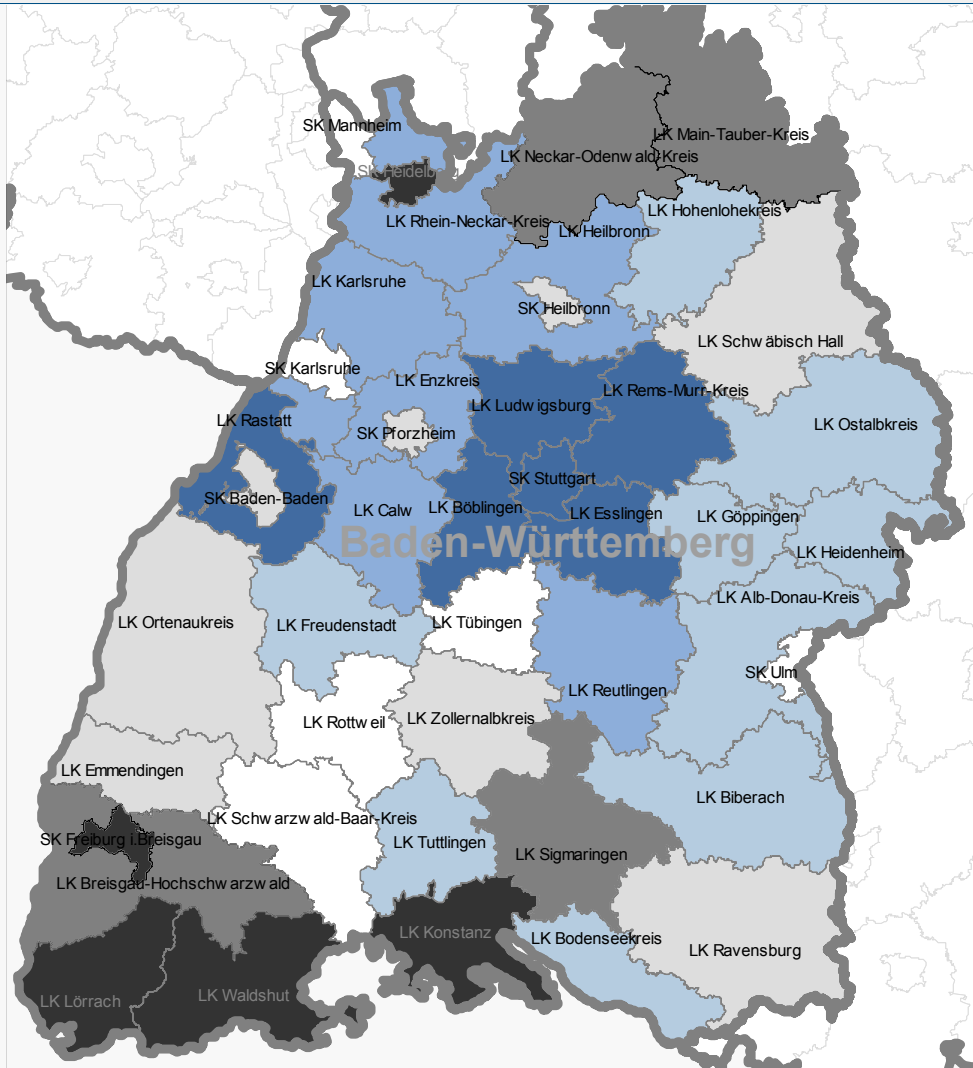 SK Mannheim
LK Main-Tauber-Kreis
LK Neckar-Odenwald-Kreis
SK Heidelberg
LK Hohenlohekreis
LK Rhein-Neckar-Kreis
LK Heilbronn
LK Karlsruhe
SK Heilbronn
LK Schwäbisch Hall
SK Karlsruhe
LK Enzkreis
LK Rems-Murr-Kreis
LK Ludwigsburg
LK Rastatt
LK Ostalbkreis
SK Pforzheim
SK Stuttgart
SK Baden-Baden
LK Calw
LK Böblingen
LK Esslingen
LK Göppingen
Baden-Württemberg
LK Heidenheim
LK Alb-Donau-Kreis
LK Ortenaukreis
LK Freudenstadt
LK Tübingen
SK Ulm
LK Reutlingen
LK Rottweil
LK Zollernalbkreis
LK Emmendingen
LK Biberach
LK Schwarzwald-Baar-Kreis
SK Freiburg i.Breisgau
LK Tuttlingen
LK Sigmaringen
LK Breisgau-Hochschwarzwald
LK Konstanz
LK Bodenseekreis
LK Ravensburg
LK Waldshut
LK Lörrach